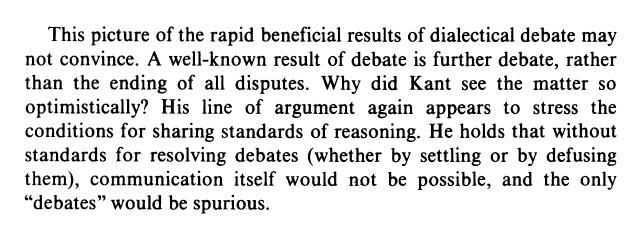 This picture of the rapid beneficial results of dialectical debate may
not convince. A well-known result of debate is further debate, rather
than the ending of all disputes. Why did Kant see the matter so
optimistically? His line of argument again appears to stress the
conditions for sharing standards of reasoning. He holds that without
standards for resolving debates (whether by settling or by defusing
them), communication itself would not be possible, and the only
“debates” would be spurious.